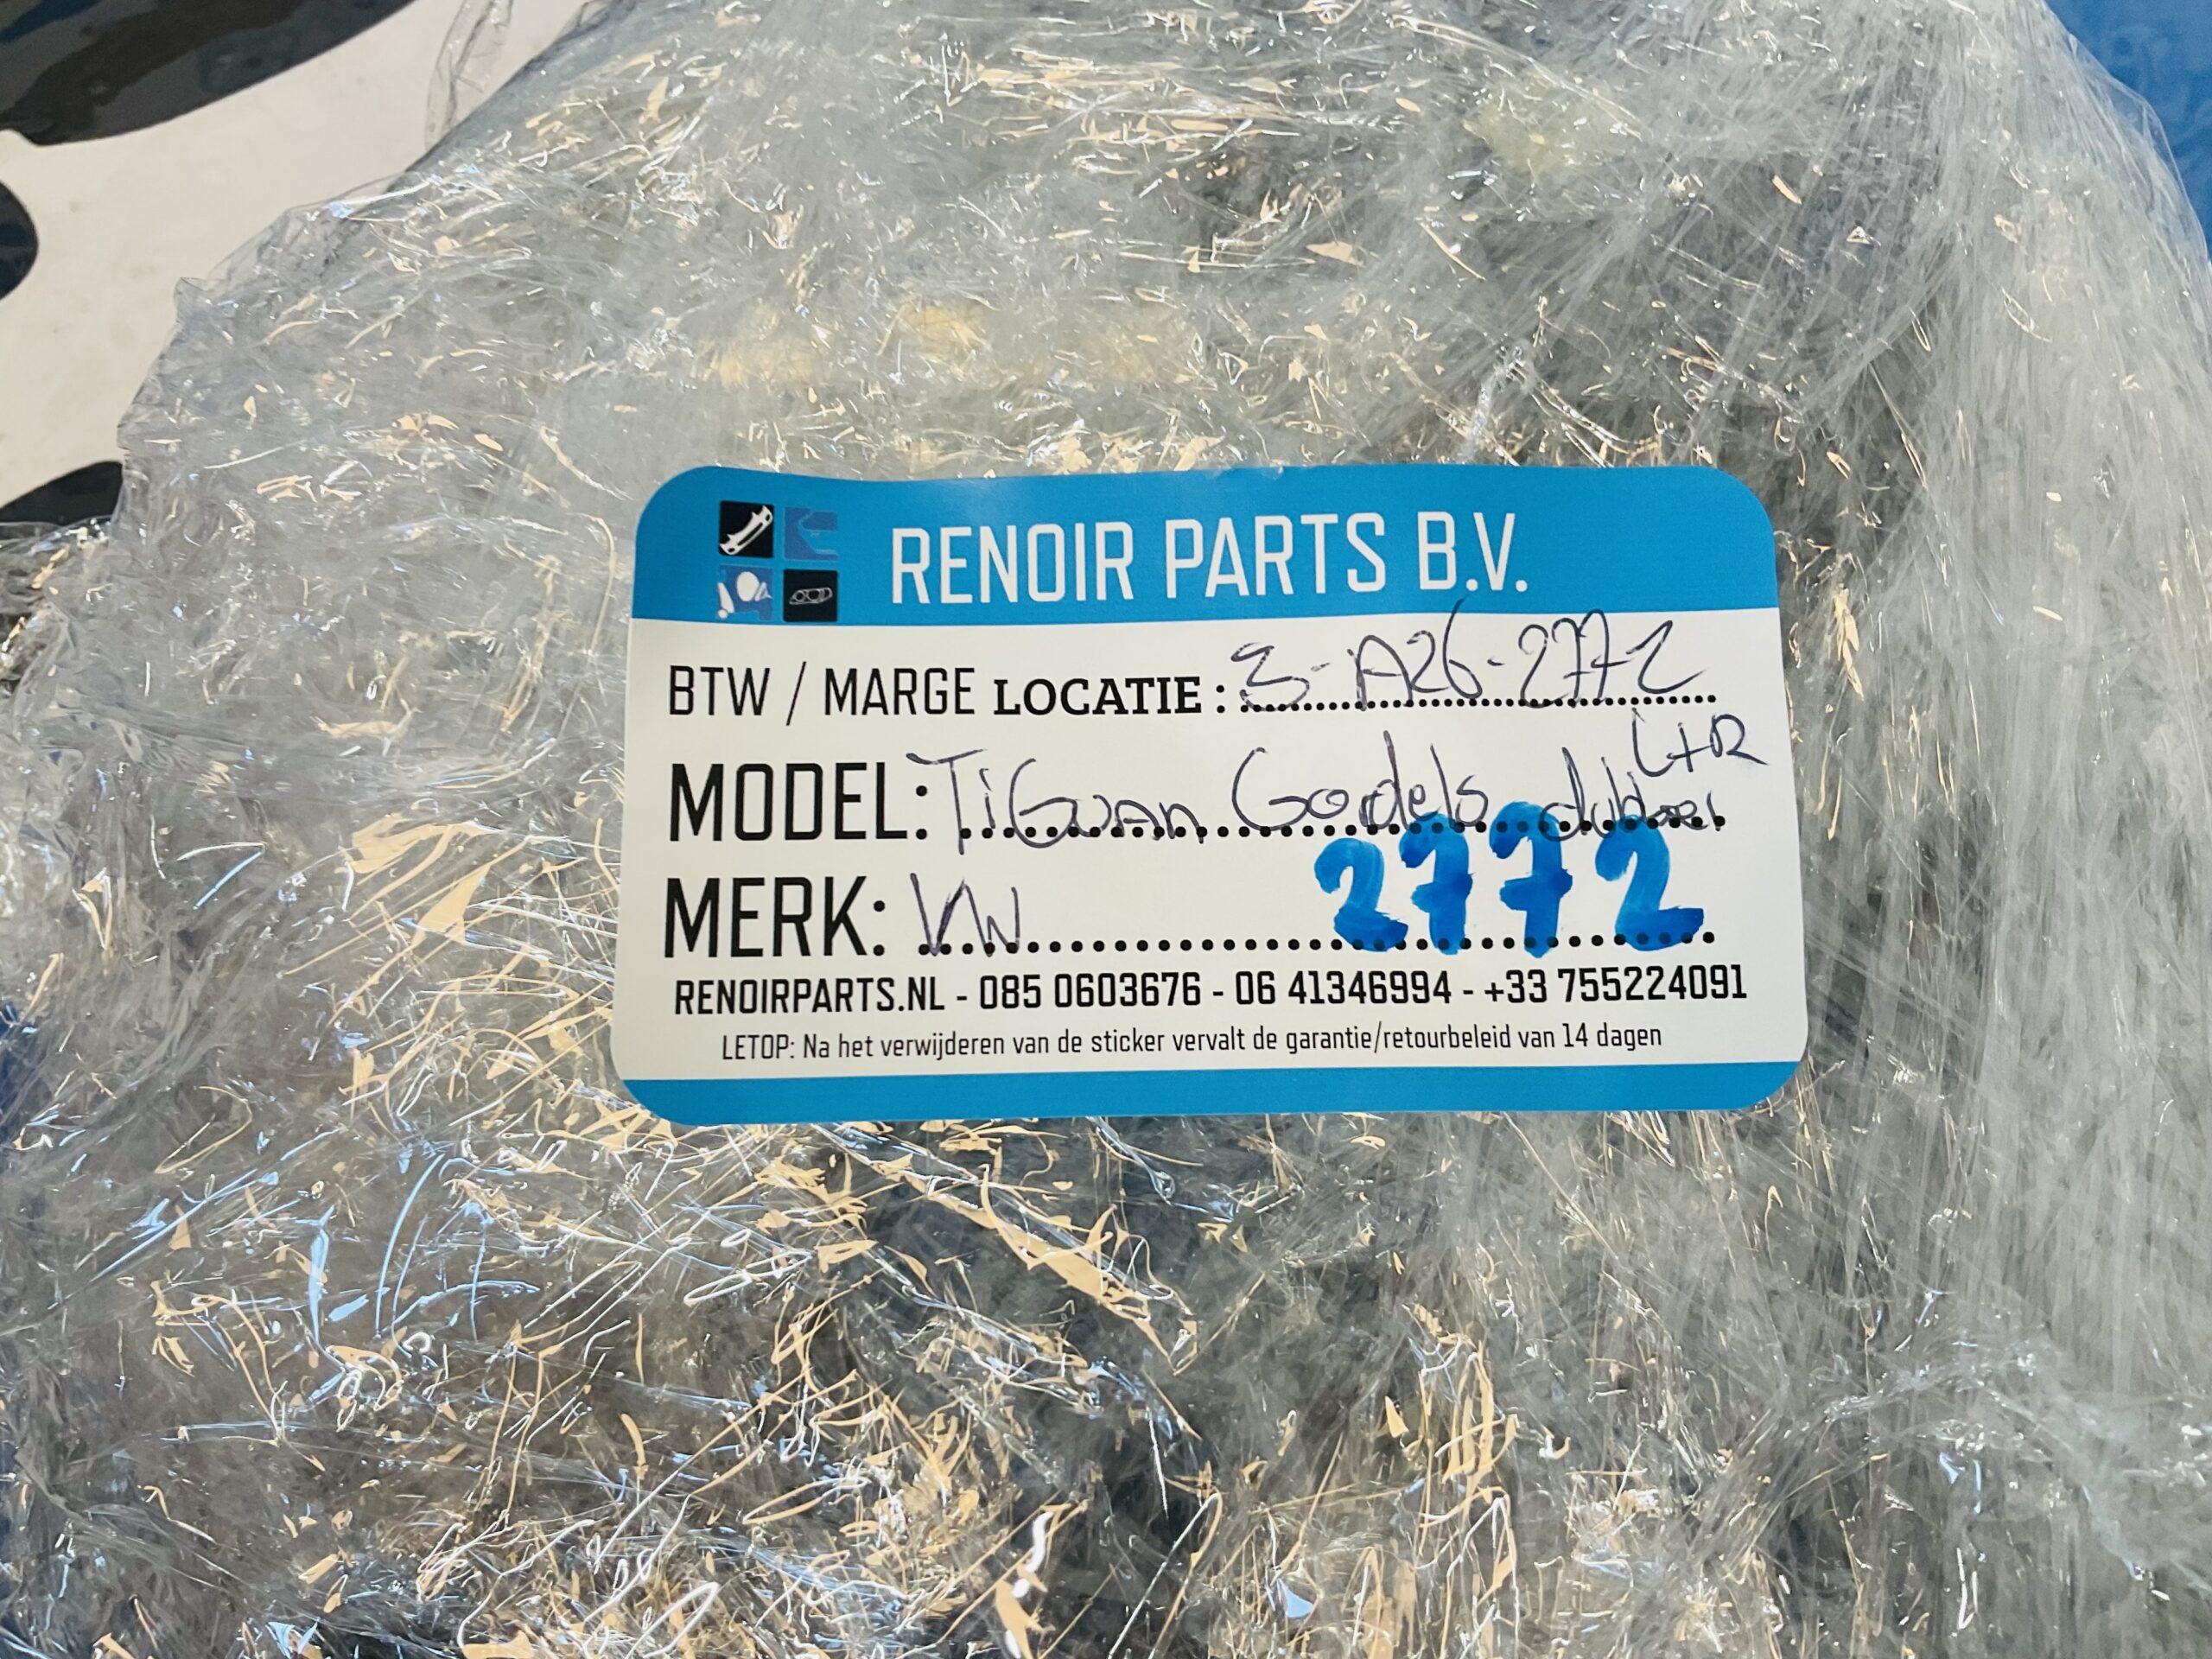 RENOIR PARTS B.V.
BTW / MARGE LOCATIE: 3-A26-2772
L+R
MODEL: TiGuan Gordels dubbel
MERK: VW 2772
RENOIRPARTS.NL - 085 0603676 - 06 41346994 - +33 755224091
LETOP: Na het verwijderen van de sticker vervalt de garantie/retourbeleid van 14 dagen